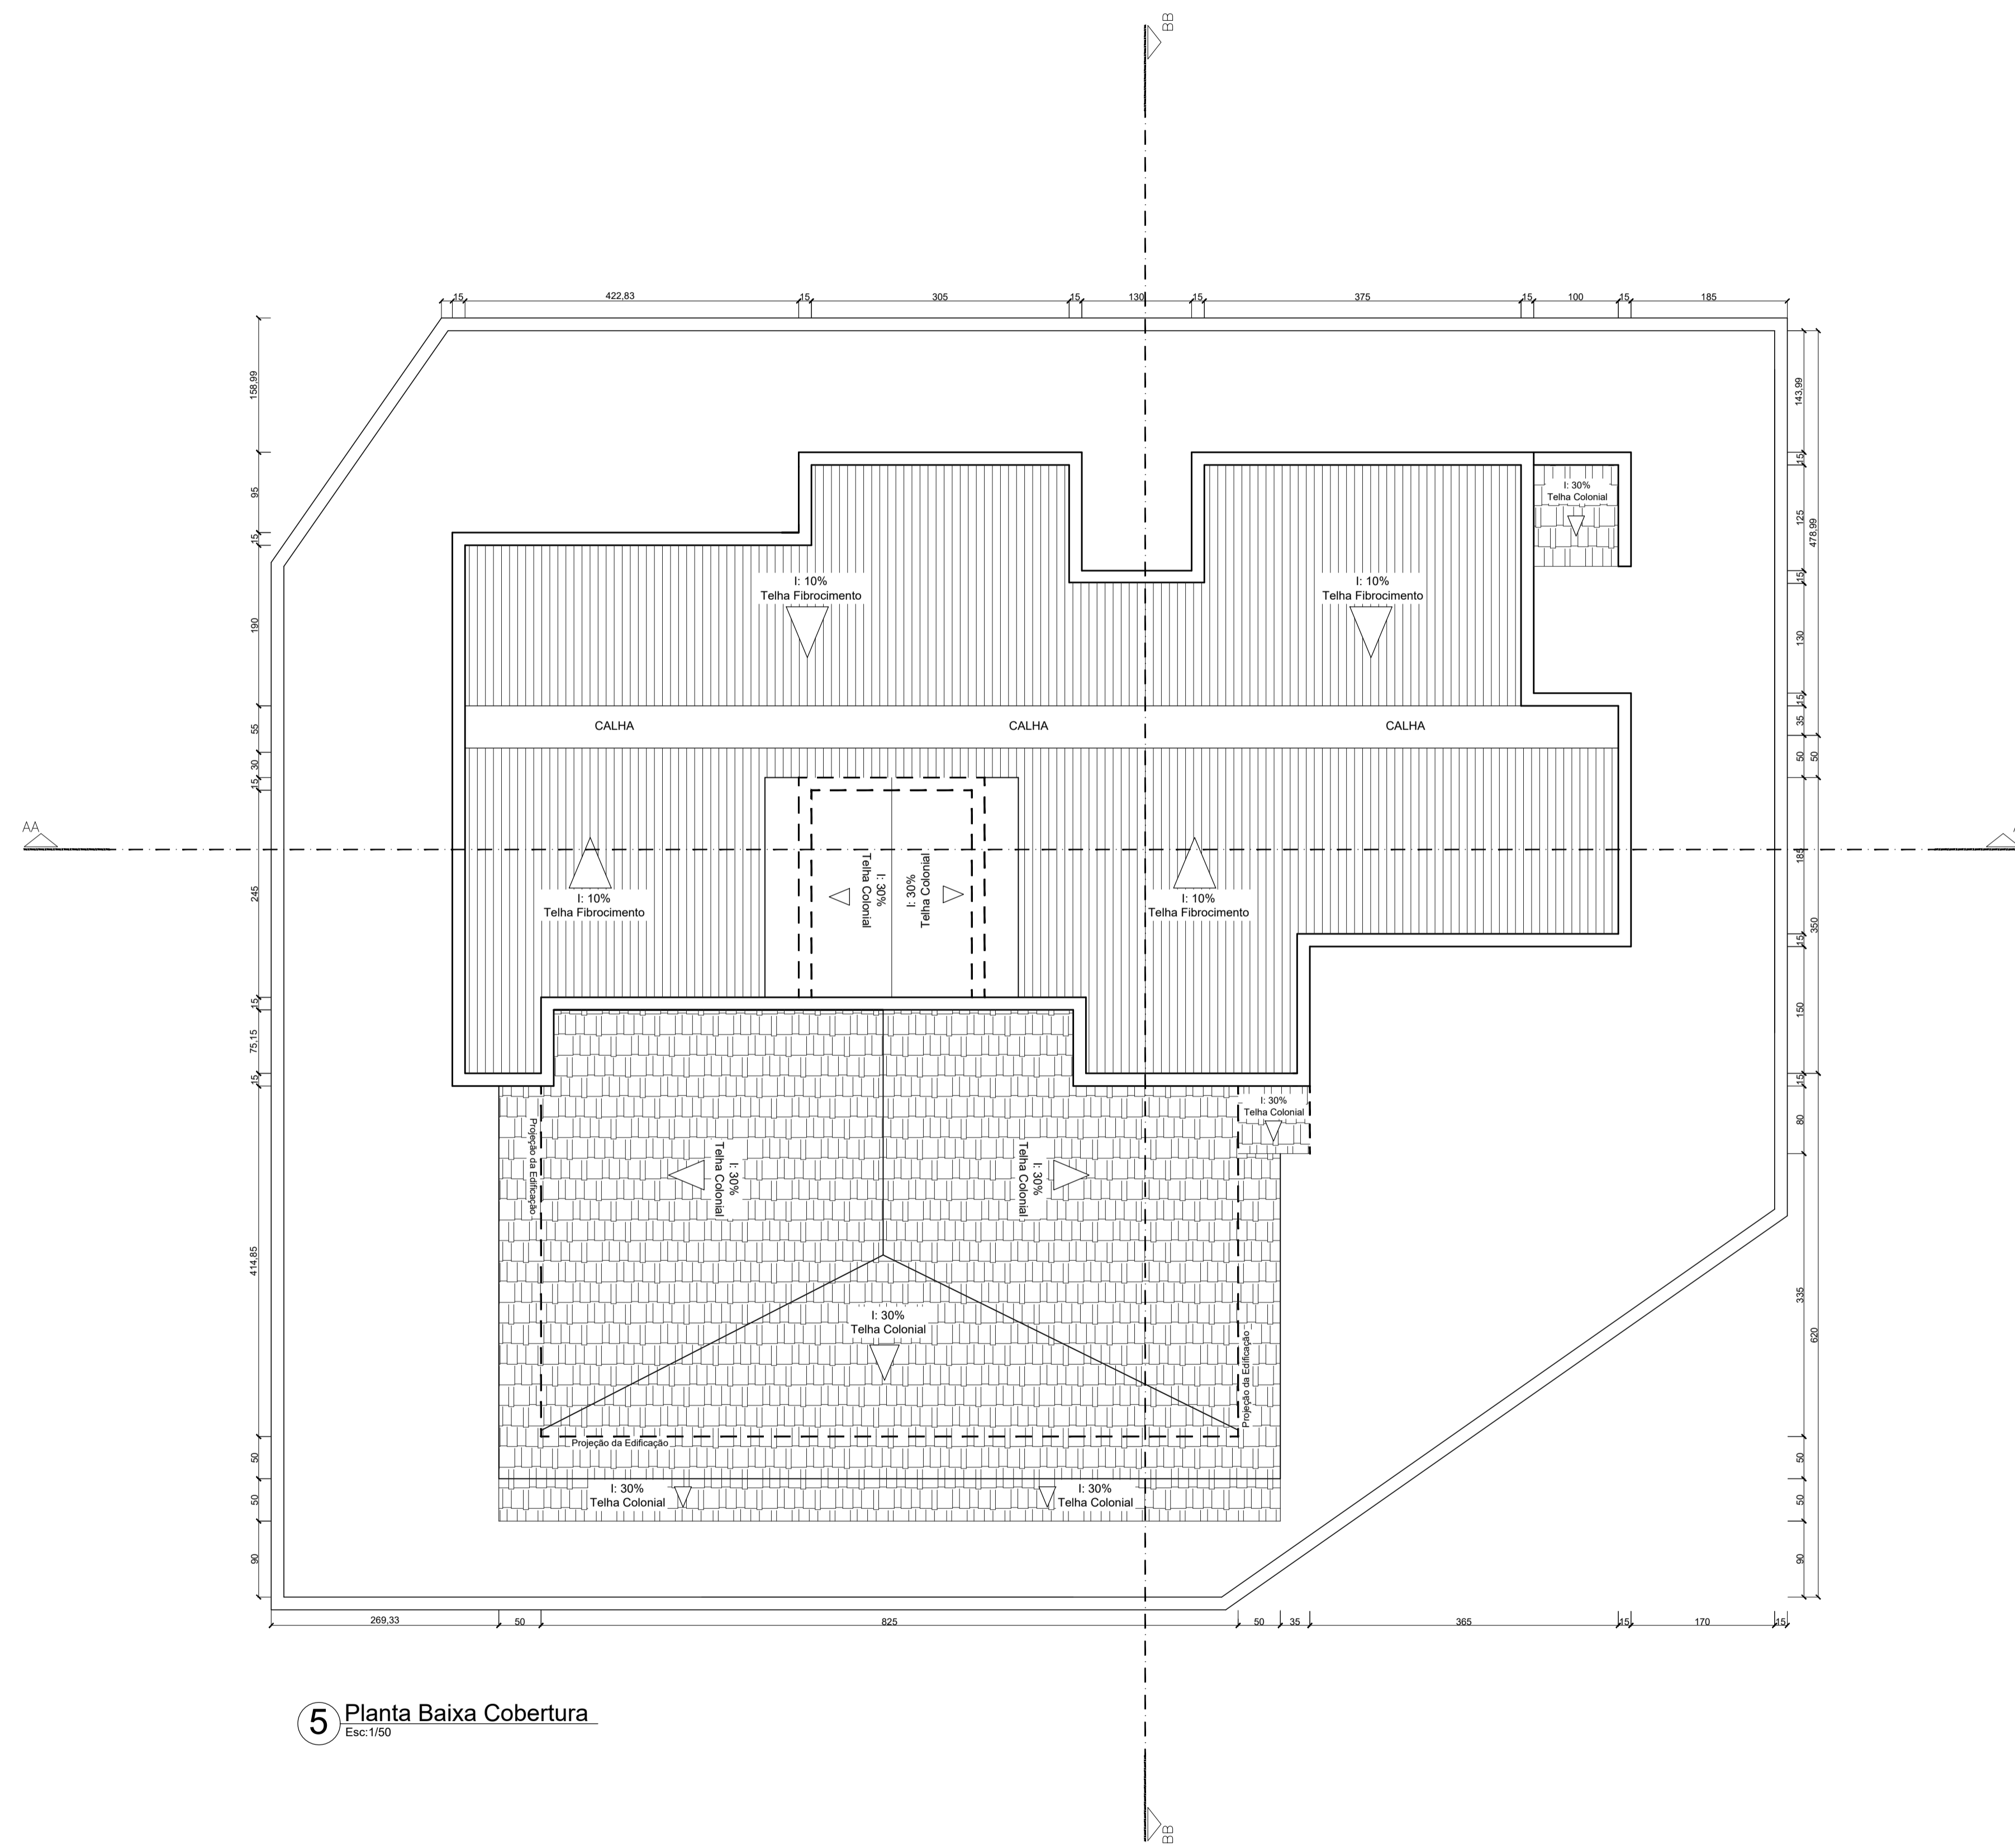 BB
15
422,83
15
305
15
130
15
375
15
100
15
185
158,99
95
15
190
55
30
15
245
15
75,15
15
414,85
50
50
90
143,99
15
125
15
130
15
35
50
185
15
150
15
80
335
50
50
90
478,99
50
350
620
I: 30%
Telha Colonial
I: 10%
Telha Fibrocimento
I: 10%
Telha Fibrocimento
CALHA
CALHA
CALHA
AA
I: 30%
Telha Colonial
I: 30%
Telha Colonial
I: 10%
Telha Fibrocimento
I: 10%
Telha Fibrocimento
I: 30%
Telha Colonial
Projeção da Edificação
I: 30%
Telha Colonial
I: 30%
Telha Colonial
I: 30%
Telha Colonial
Projeção da Edificação
Projeção da Edificação
I: 30%
Telha Colonial
I: 30%
Telha Colonial
269,33
50
825
50
35
365
15
170
15
5
Planta Baixa Cobertura
Esc:1/50
BB